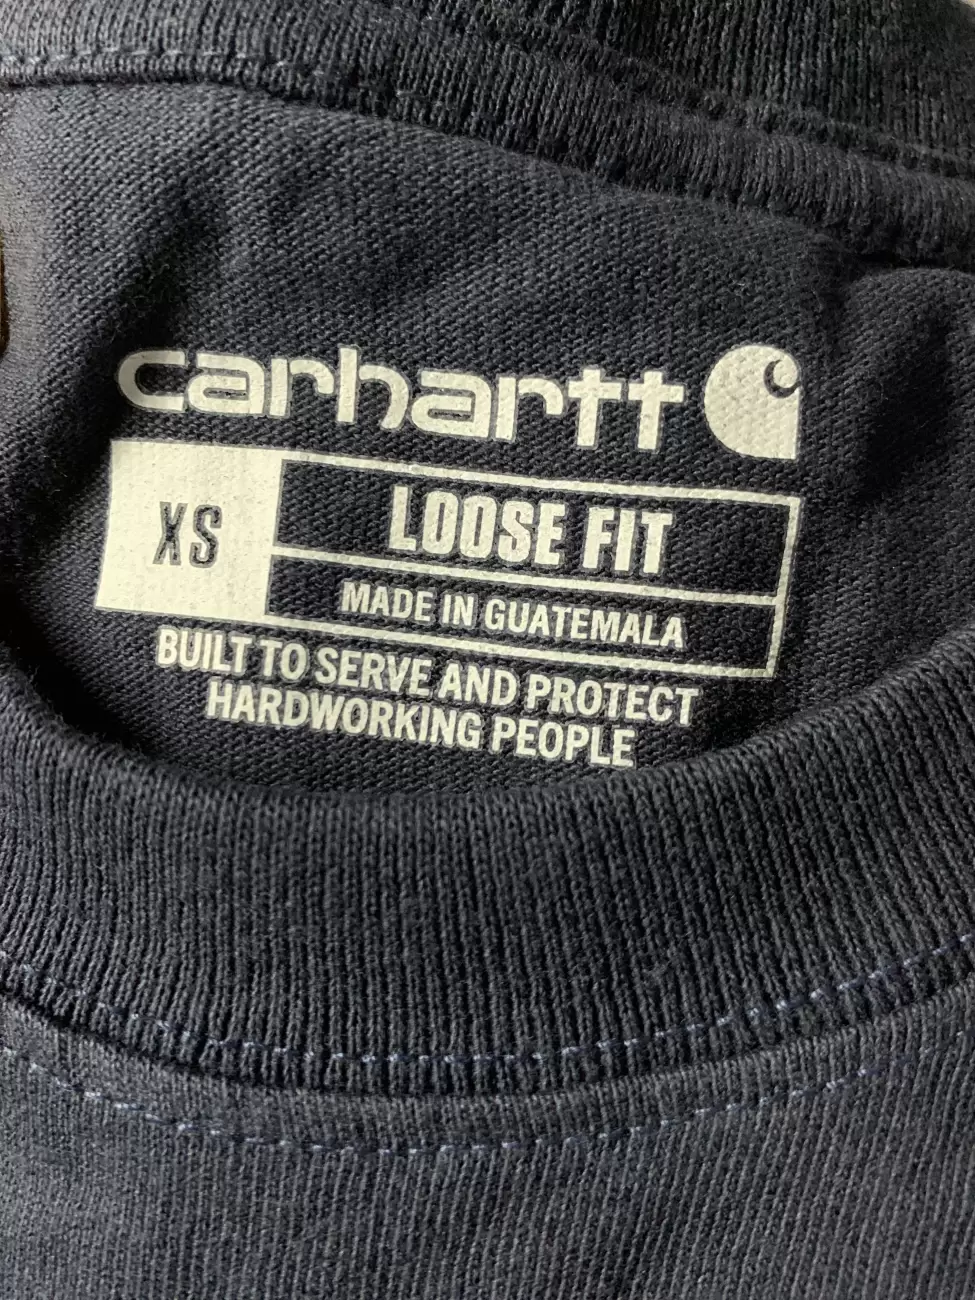 carhartt
XS
LOOSE FIT
MADE IN GUATEMALA
BUILT TO SERVE AND PROTECT
HARDWORKING PEOPLE